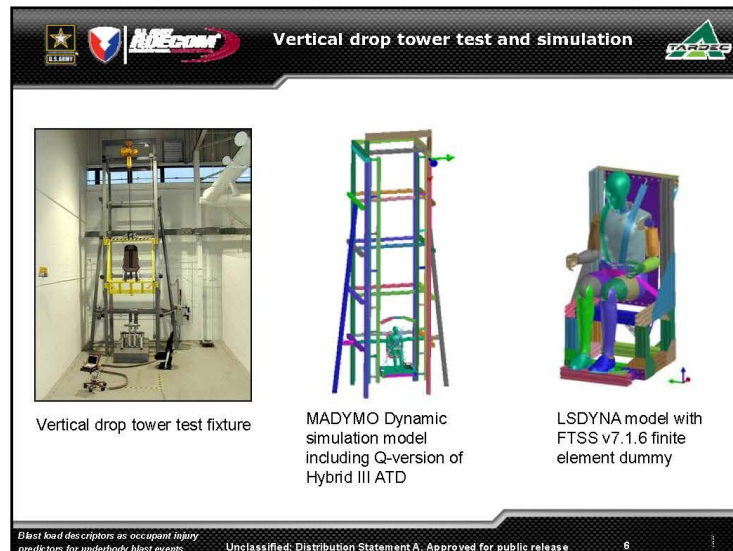 U.S. ARMY
RDECOM
Vertical drop tower test and simulation
TARDEC
Vertical drop tower test fixture
MADYMO Dynamic
simulation model
including Q-version of
Hybrid III ATD
LSDYNA model with
FTSS v7.1.6 finite
element dummy
Blast load descriptors as occupant injury
predictors for underbody blast events
Unclassified: Distribution Statement A. Approved for public release
6